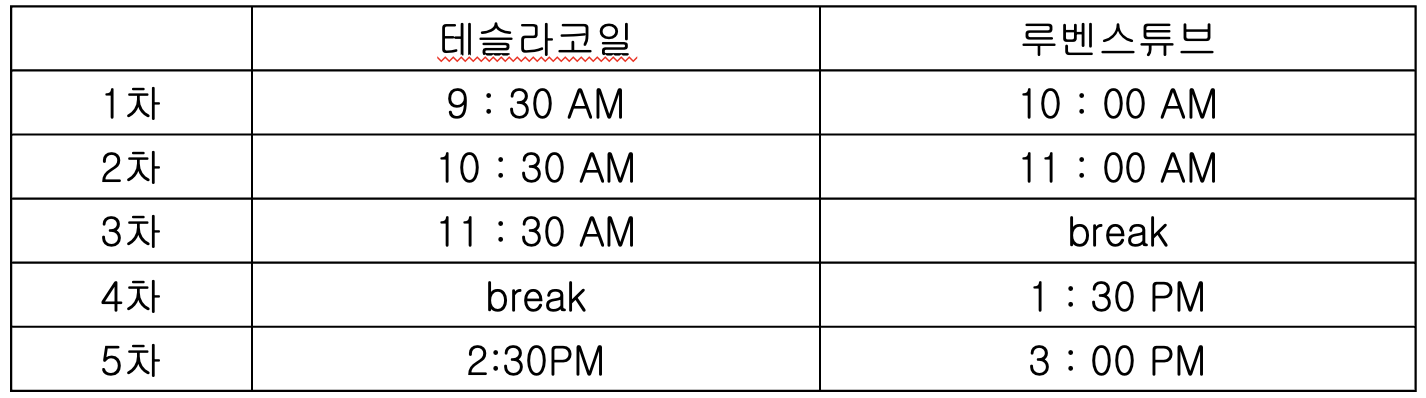 테슬라코일 루벤스튜브
1차 9 : 30 AM 10 : 00 AM
2차 10 : 30 AM 11 : 00 AM
3차 11 : 30 AM break
4차 break 1 : 30 PM
5차 2:30PM 3 : 00 PM